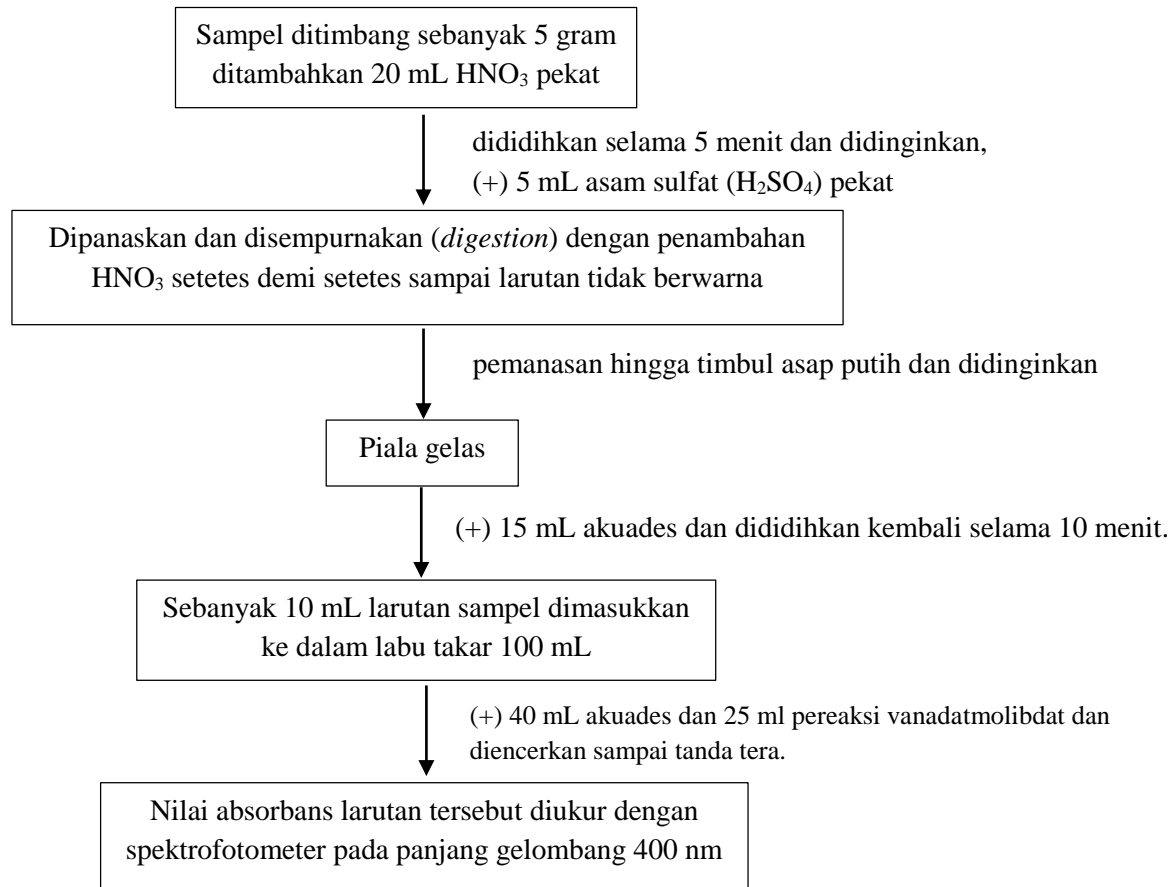 Sampel ditimbang sebanyak 5 gram
ditambahkan 20 mL HNO₃ pekat
dididihkan selama 5 menit dan didinginkan,
(+) 5 mL asam sulfat (H₂SO₄) pekat
Dipanaskan dan disempurnakan (digestion) dengan penambahan
HNO₃ setetes demi setetes sampai larutan tidak berwarna
pemanasan hingga timbul asap putih dan didinginkan
Piala gelas
(+) 15 mL akuades dan dididihkan kembali selama 10 menit.
Sebanyak 10 mL larutan sampel dimasukkan
ke dalam labu takar 100 mL
(+) 40 mL akuades dan 25 ml pereaksi vanadatmolibdat dan
diencerkan sampai tanda tera.
Nilai absorbans larutan tersebut diukur dengan
spektrofotometer pada panjang gelombang 400 nm